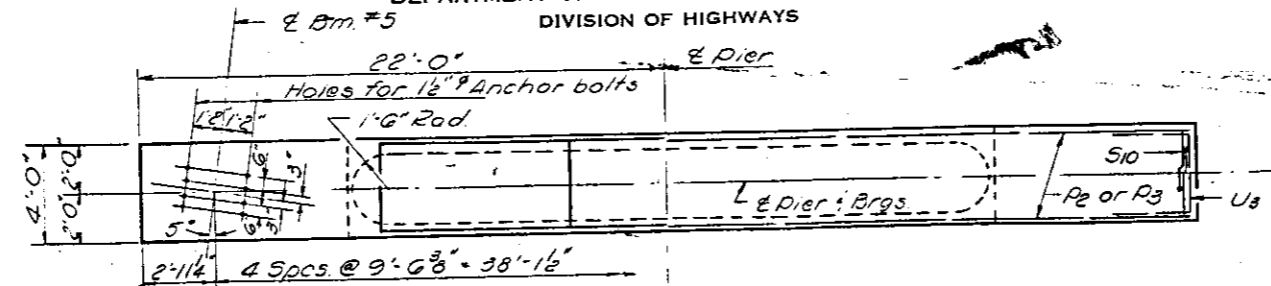 DIVISION OF HIGHWAYS
℄ Bm. #5
22'-0"
℄ Pier
Holes for 1½"φ Anchor bolts
1'-2" 1'-2"
1'-6" Rad.
4'-0"
2'-0"
2'-0"
6"
3"
6"
3"
5°
S10
P2 or P3
U3
℄ Pier & Brgs.
2'-11¼"
4 Spcs. @ 9'-6⅜" = 38'-1½"